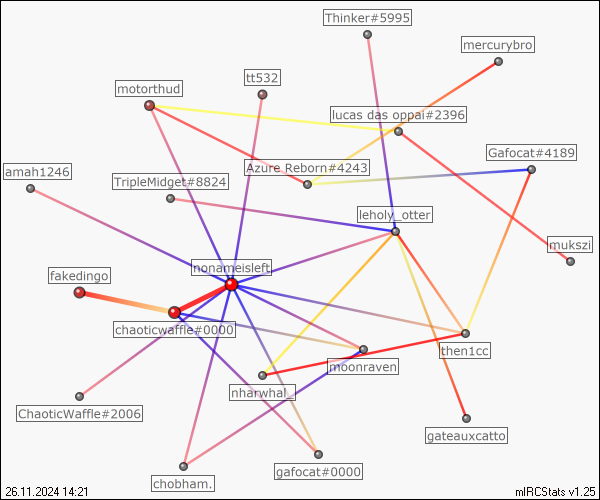 Thinker#5995
mercurybro
tt532
motorthud
lucas das oppai#2396
Gafocat#4189
Azure Reborn#4243
amah1246
TripleMidget#8824
leholy_otter
mukszi
nonameisleft
fakedingo
chaoticwaffle#0000
then1cc
moonraven
nharwhal_
ChaoticWaffle#2006
gateauxcatto
gafocat#0000
chobham.
26.11.2024 14:21
mIRCStats v1.25